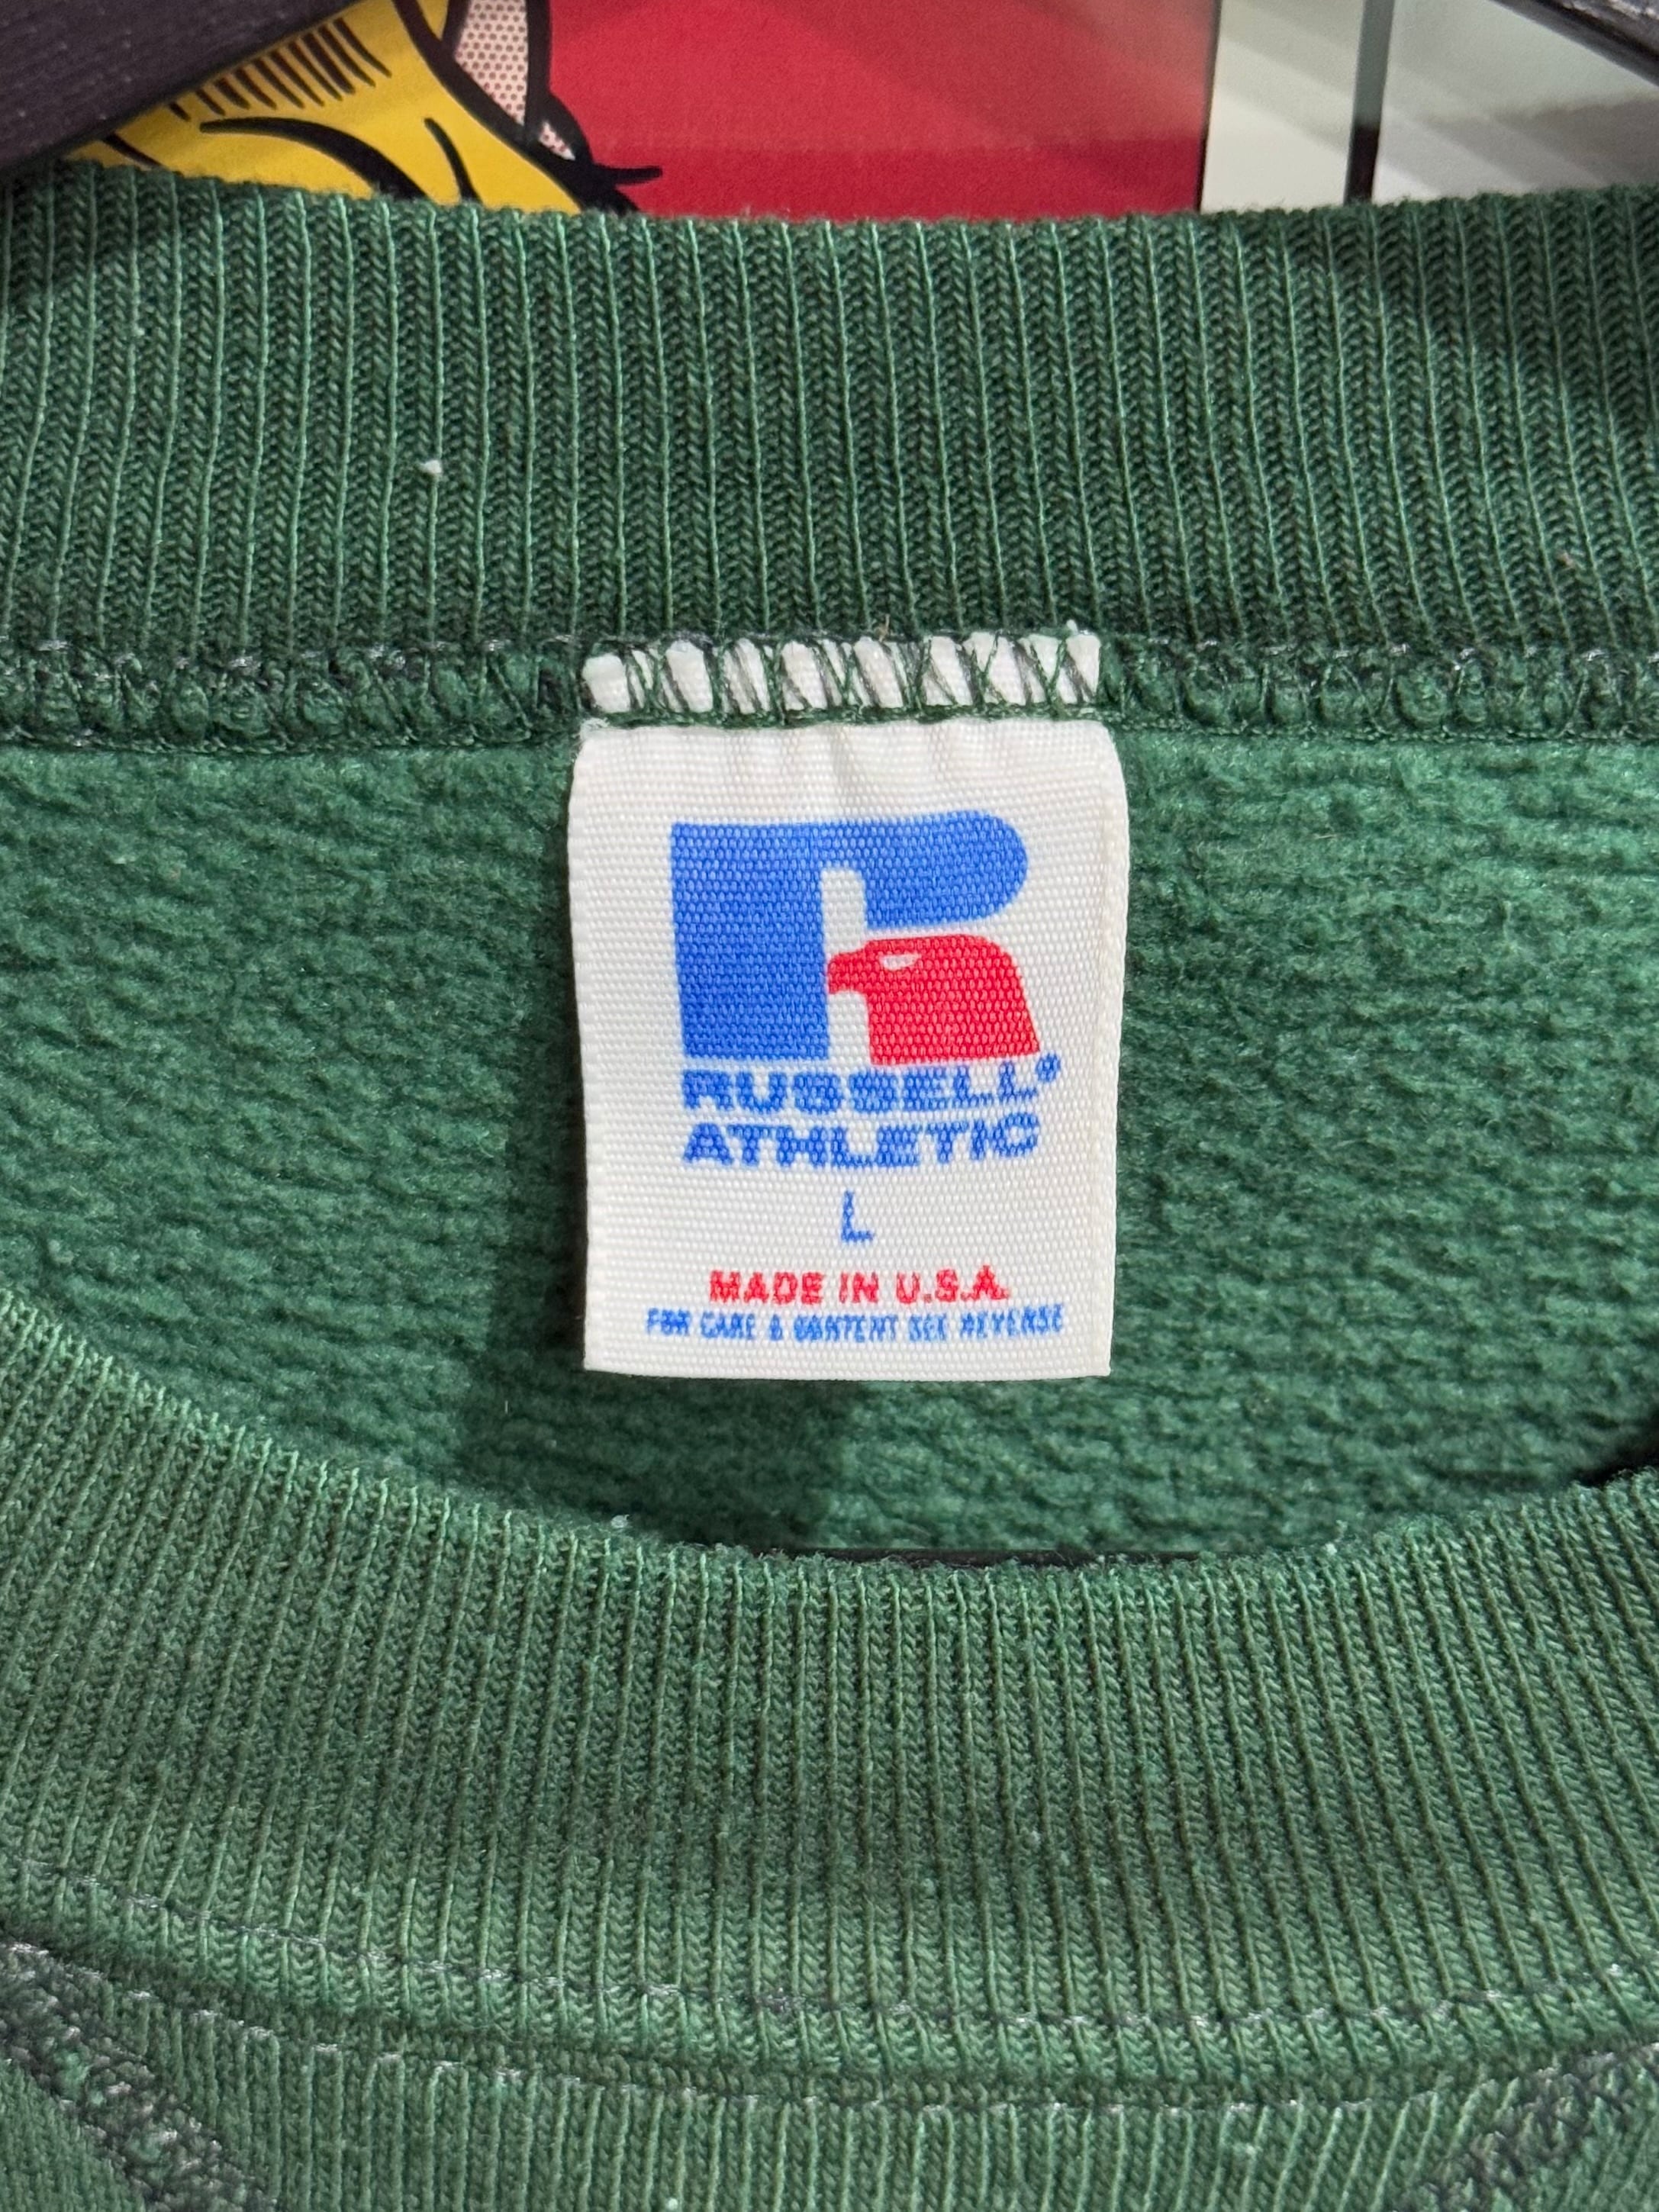 RUSSELL®
ATHLETIC
L
MADE IN U.S.A.
FOR CARE & CONTENT SEE REVERSE